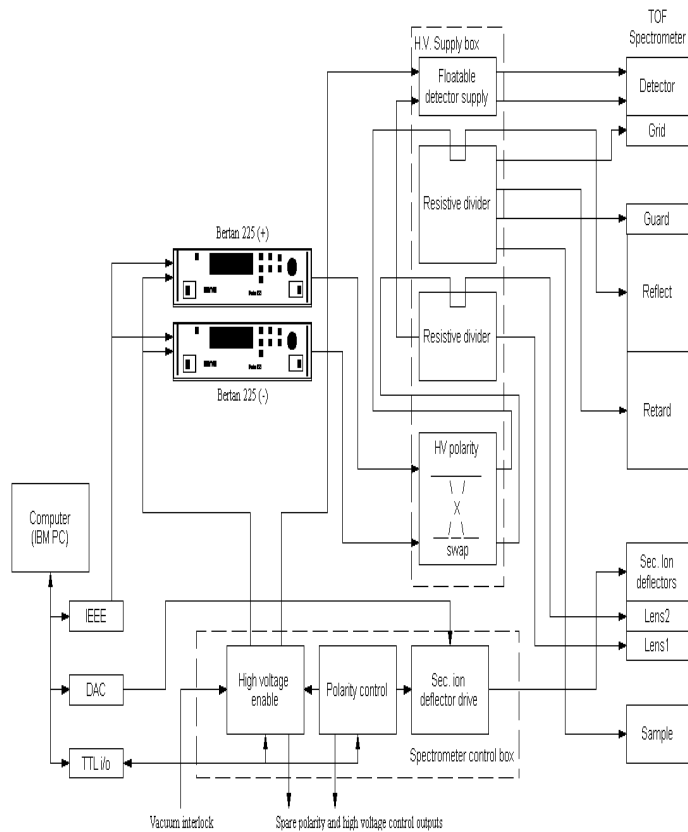 TOF
Spectrometer
H.V. Supply box
Floatable
detector supply
Detector
Grid
Resistive divider
Guard
Bertan 225 (+)
Reflect
Resistive divider
Bertan 225 (-)
Retard
HV polarity
swap
Computer
(IBM PC)
Sec. Ion
deflectors
IEEE
Lens2
Lens1
High voltage
enable
Polarity control
Sec. ion
deflector drive
DAC
Sample
Spectrometer control box
TTL i/o
Vacuum interlock
Spare polarity and high voltage control outputs